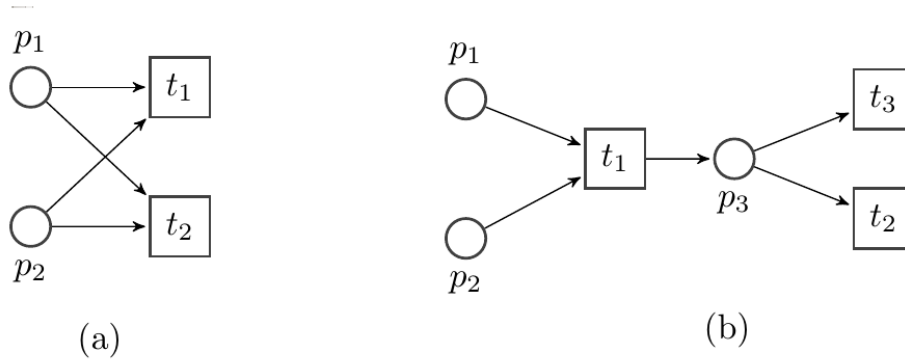 p₁
t₁
p₂
t₂
(a)
p₁
t₁
p₂
p₃
t₃
t₂
(b)